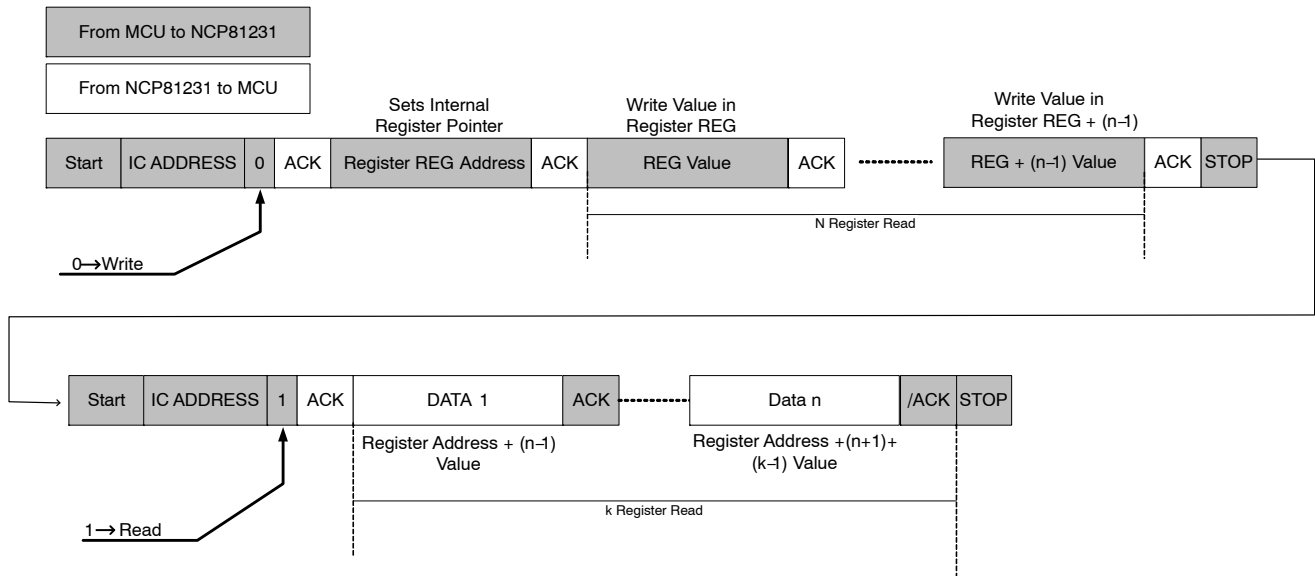 From MCU to NCP81231
From NCP81231 to MCU
Sets Internal
Register Pointer
Write Value in
Register REG
Write Value in
Register REG + (n–1)
Start IC ADDRESS 0 ACK Register REG Address ACK REG Value ACK REG + (n–1) Value ACK STOP
N Register Read
0→Write
Start IC ADDRESS 1 ACK DATA 1 ACK Data n /ACK STOP
Register Address + (n–1)
Value
Register Address +(n+1)+
(k–1) Value
k Register Read
1→Read